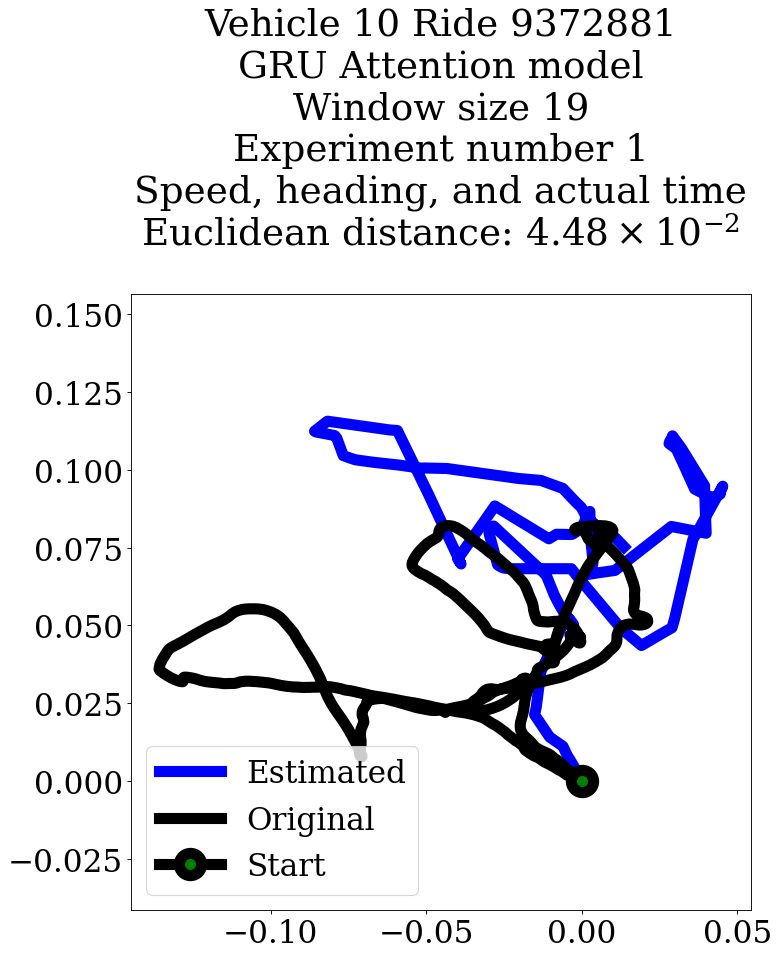 Vehicle 10 Ride 9372881
GRU Attention model
Window size 19
Experiment number 1
Speed, heading, and actual time
Euclidean distance: 4.48 × 10⁻²
0.150
0.125
0.100
0.075
0.050
0.025
0.000
−0.025
Estimated
Original
Start
−0.10 −0.05 0.00 0.05